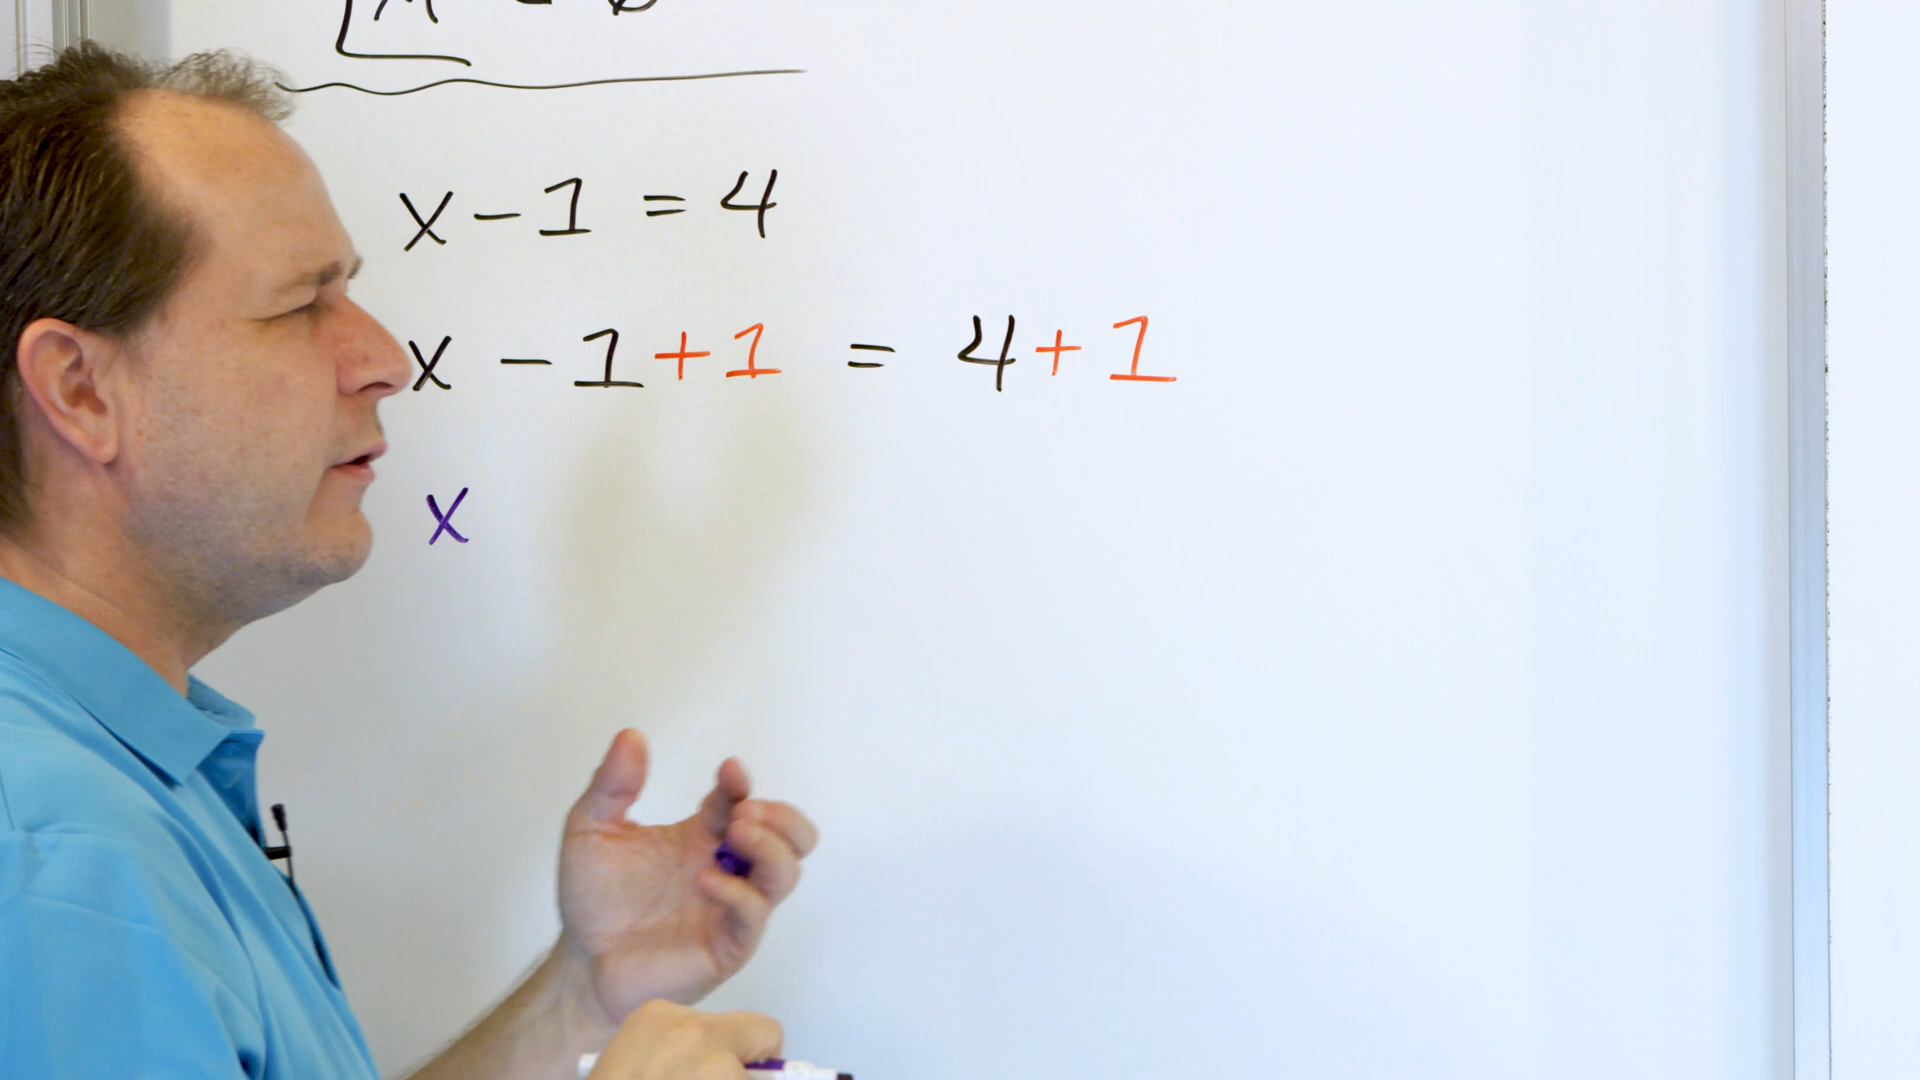 x - 1 = 4
x - 1 + 1 = 4 + 1
x